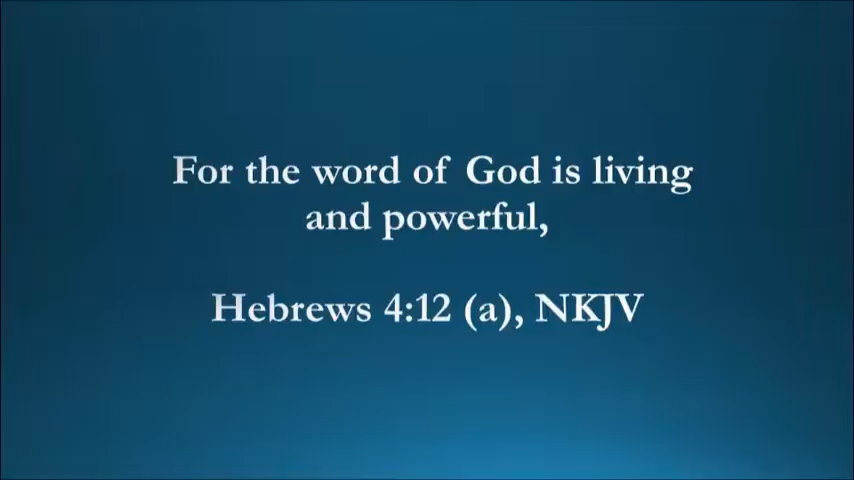 For the word of God is living
and powerful,
Hebrews 4:12 (a), NKJV